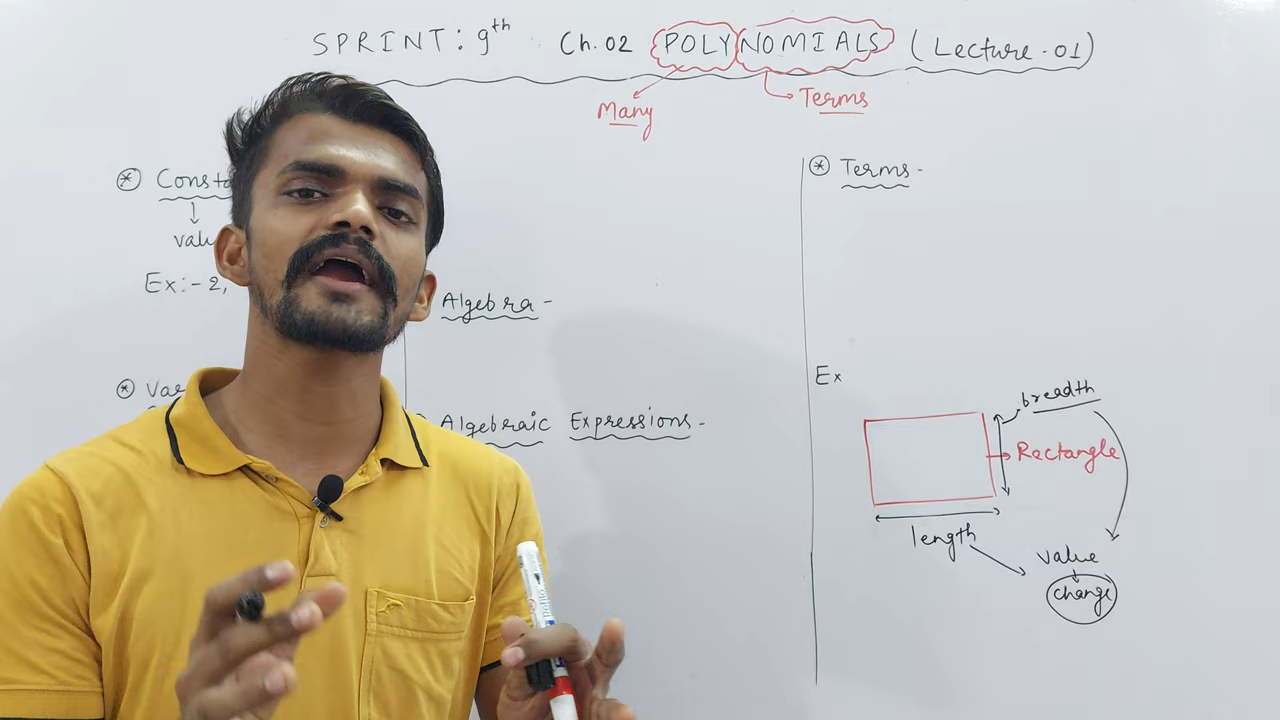 SPRINT: 9th Ch. 02 POLYNOMIALS (Lecture-01)
Many
Terms
Ex:- 2,
Algebra -
Algebraic Expressions -
Terms -
Ex
breadth
Rectangle
length
value
change